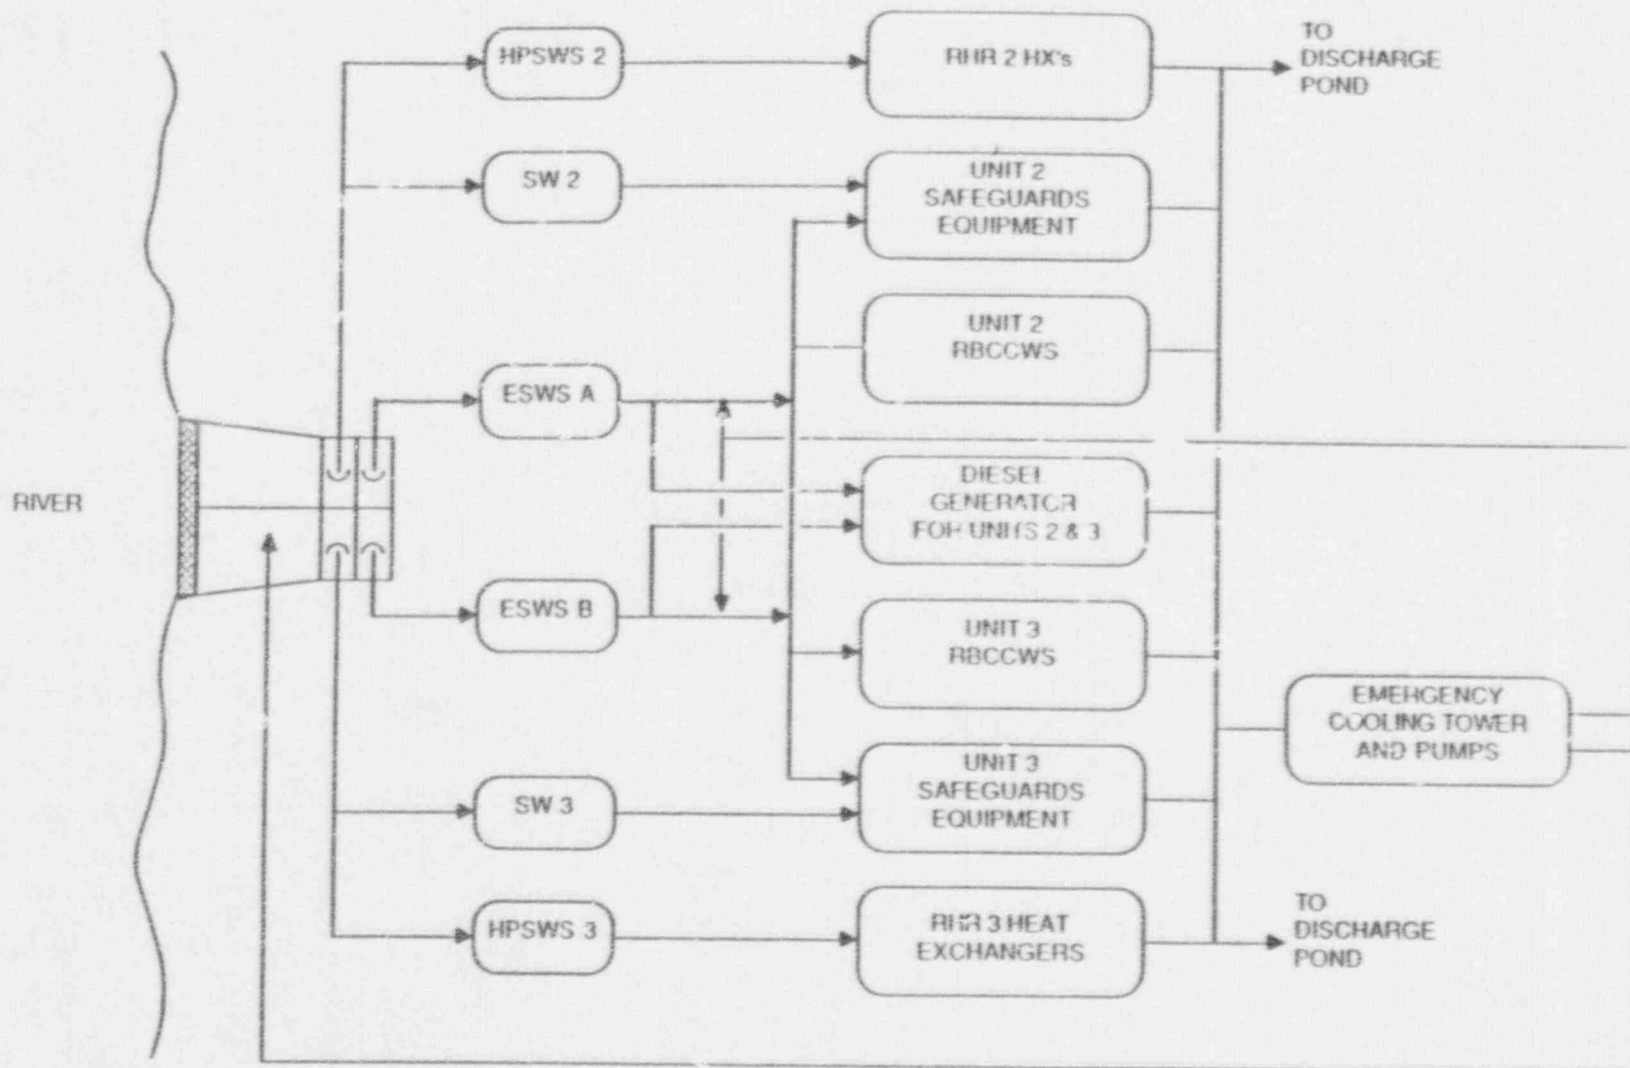 HPSWS 2
RHR 2 HX's
TO
DISCHARGE
POND
SW 2
UNIT 2
SAFEGUARDS
EQUIPMENT
UNIT 2
RBCCWS
ESWS A
RIVER
DIESEL
GENERATOR
FOR UNITS 2 & 3
ESWS B
UNIT 3
RBCCWS
EMERGENCY
COOLING TOWER
AND PUMPS
SW 3
UNIT 3
SAFEGUARDS
EQUIPMENT
HPSWS 3
RHR 3 HEAT
EXCHANGERS
TO
DISCHARGE
POND